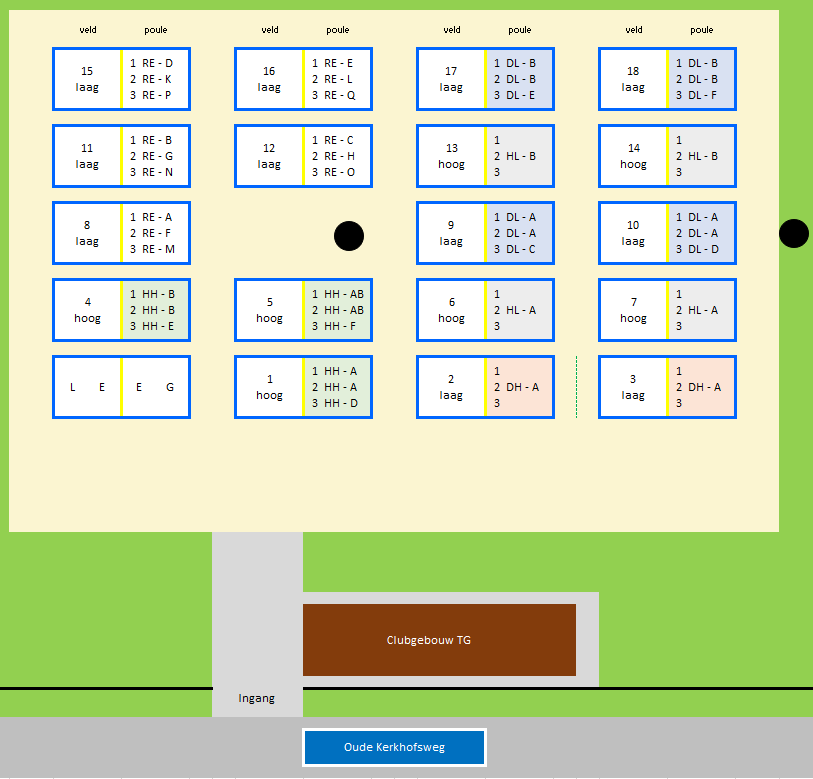 veld poule veld poule veld poule veld poule
15 laag 1 RE - D 2 RE - K 3 RE - P
16 laag 1 RE - E 2 RE - L 3 RE - Q
17 laag 1 DL - B 2 DL - B 3 DL - E
18 laag 1 DL - B 2 DL - B 3 DL - F
11 laag 1 RE - B 2 RE - G 3 RE - N
12 laag 1 RE - C 2 RE - H 3 RE - O
13 hoog 1 2 HL - B 3
14 hoog 1 2 HL - B 3
8 laag 1 RE - A 2 RE - F 3 RE - M
9 laag 1 DL - A 2 DL - A 3 DL - C
10 laag 1 DL - A 2 DL - A 3 DL - D
4 hoog 1 HH - B 2 HH - B 3 HH - E
5 hoog 1 HH - AB 2 HH - AB 3 HH - F
6 hoog 1 2 HL - A 3
7 hoog 1 2 HL - A 3
L E E G
1 hoog 1 HH - A 2 HH - A 3 HH - D
2 laag 1 2 DH - A 3
3 laag 1 2 DH - A 3
Clubgebouw TG
Ingang
Oude Kerkhofsweg